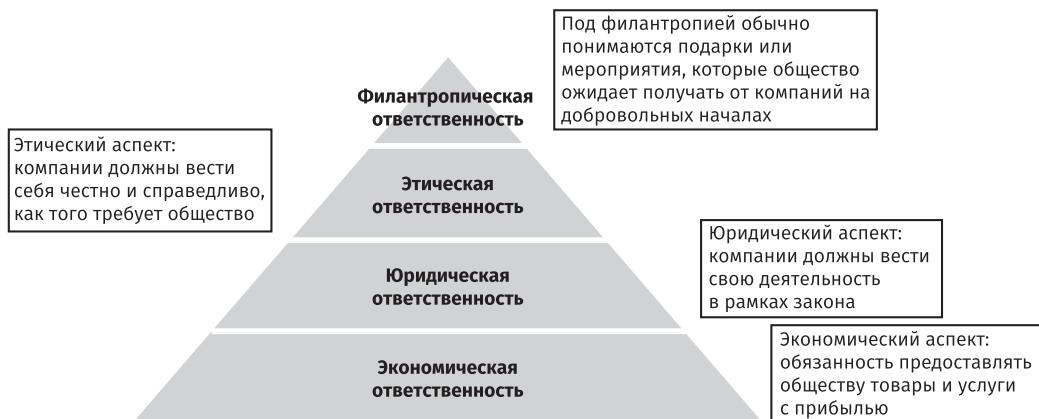 Под филантропией обычно
понимаются подарки или
мероприятия, которые общество
ожидает получать от компаний на
добровольных началах
Филантропическая
ответственность
Этический аспект:
компании должны вести
себя честно и справедливо,
как того требует общество
Этическая
ответственность
Юридический аспект:
компании должны вести
свою деятельность
в рамках закона
Юридическая
ответственность
Экономический аспект:
обязанность предоставлять
обществу товары и услуги
с прибылью
Экономическая
ответственность